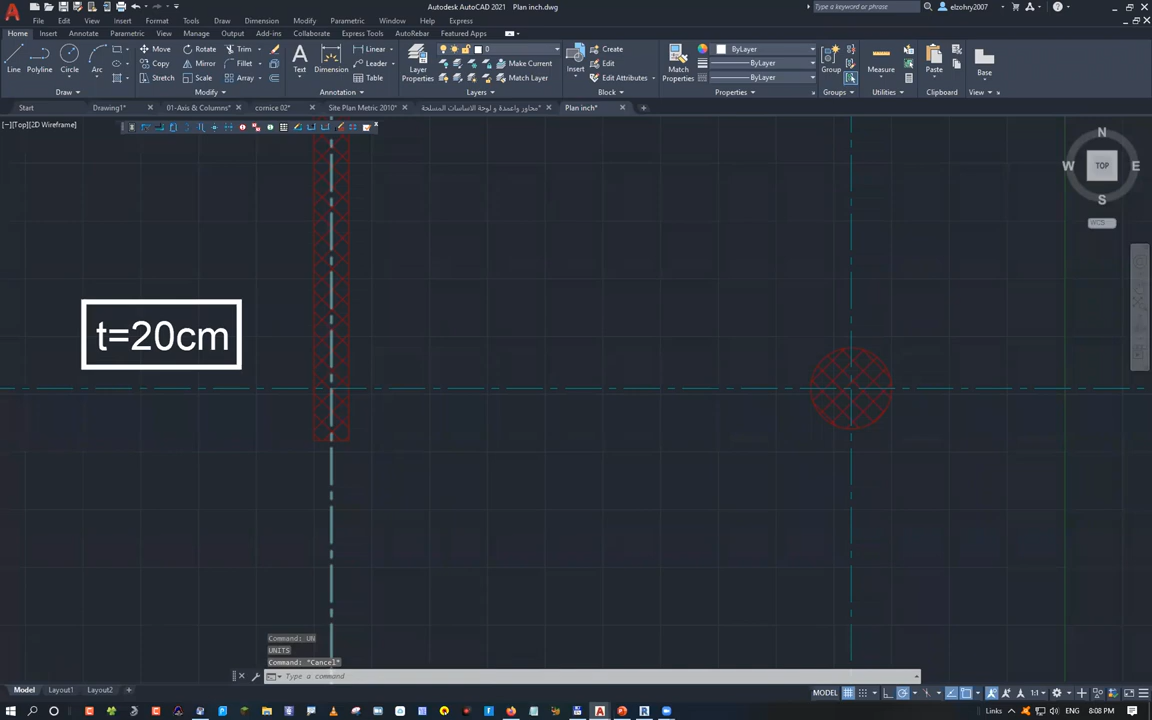 Autodesk AutoCAD 2021 Plan inch.dwg
Type a keyword or phrase
elzohry2007
File Edit View Insert Format Tools Draw Dimension Modify Parametric Window Help Express
Home Insert Annotate Parametric View Manage Output Add-ins Collaborate Express Tools AutoRebar Featured Apps
Line Polyline Circle Arc
Move Rotate Trim
Copy Mirror Fillet
Stretch Scale Array
Text Dimension
Linear
Leader
Table
Layer Properties
0
Make Current
Match Layer
Insert
Create
Edit
Edit Attributes
Match Properties
ByLayer
ByLayer
ByLayer
Group
Measure
Paste
Base
Draw Modify Annotation Layers Block Properties Groups Utilities Clipboard View
Start Drawing1* 01-Axis & Columns* cornice 02* Site Plan Metric 2010* محاور واعمدة و لوحة الاساسات المسلحة* Plan inch*
[−][Top][2D Wireframe]
N
W TOP E
S
WCS
t=20cm
Command: UN
UNITS
Command: *Cancel*
Type a command
Model Layout1 Layout2
MODEL 1:1
Links ENG 8:08 PM